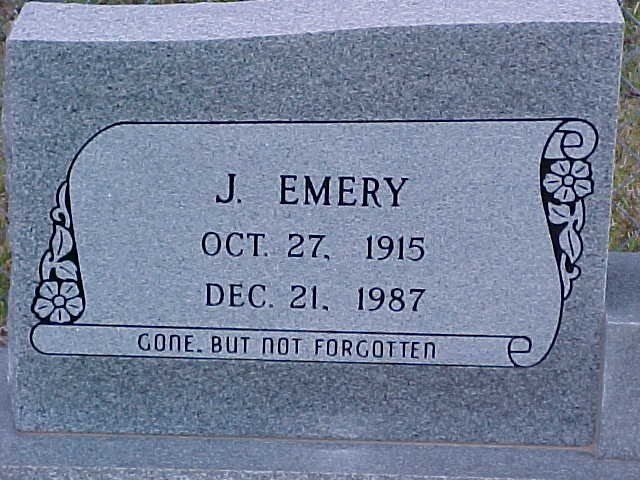 J. EMERY
OCT. 27, 1915
DEC. 21, 1987
GONE, BUT NOT FORGOTTEN